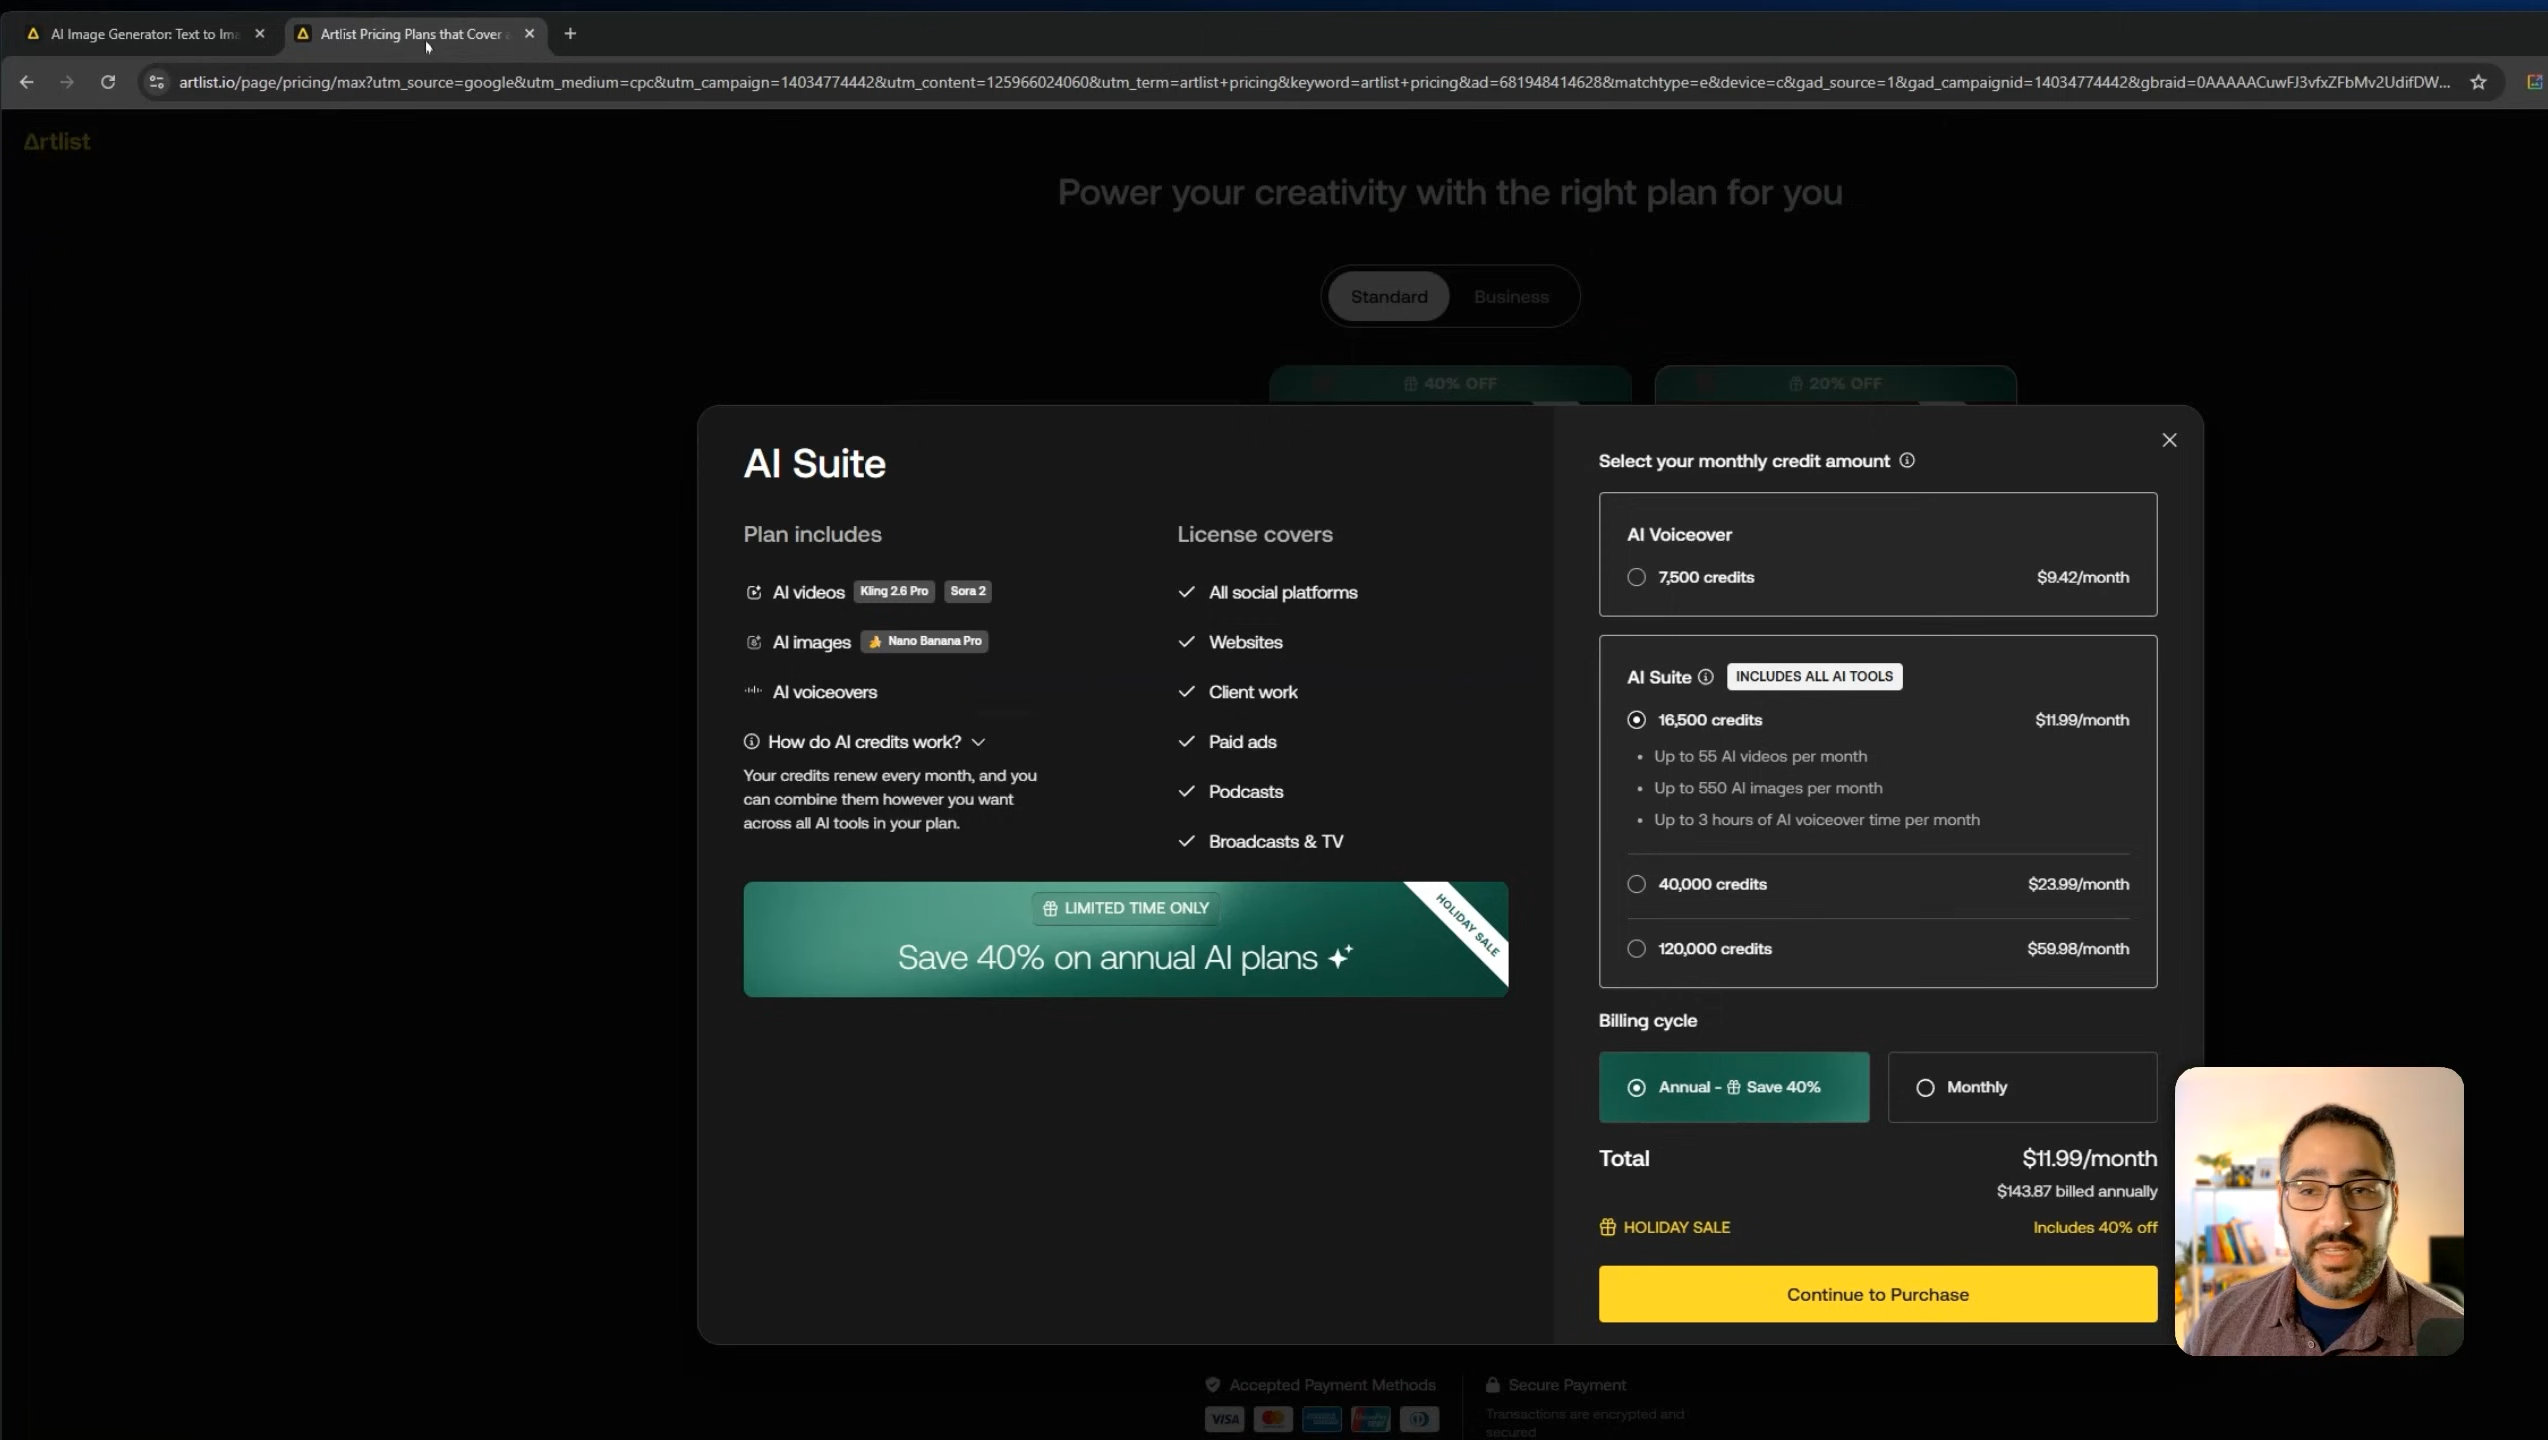 AI Image Generator: Text to Ima
Artlist Pricing Plans that Cover a
artlist.io/page/pricing/max?utm_source=google&utm_medium=cpc&utm_campaign=14034774442&utm_content=125966024060&utm_term=artlist+pricing&keyword=artlist+pricing&ad=681948414628&matchtype=e&device=c&gad_source=1&gad_campaignid=14034774442&gbraid=0AAAAACuwFJ3vfxZFbMv2UdifDW...
Artlist
Power your creativity with the right plan for you
Standard
Business
40% OFF
20% OFF
AI Suite
Plan includes
AI videos Kling 2.6 Pro Sora 2
AI images Nano Banana Pro
AI voiceovers
How do AI credits work?
Your credits renew every month, and you
can combine them however you want
across all AI tools in your plan.
License covers
All social platforms
Websites
Client work
Paid ads
Podcasts
Broadcasts & TV
LIMITED TIME ONLY
Save 40% on annual AI plans
HOLIDAY SALE
Select your monthly credit amount
AI Voiceover
7,500 credits $9.42/month
AI Suite INCLUDES ALL AI TOOLS
16,500 credits $11.99/month
• Up to 55 AI videos per month
• Up to 550 AI images per month
• Up to 3 hours of AI voiceover time per month
40,000 credits $23.99/month
120,000 credits $59.98/month
Billing cycle
Annual - Save 40%
Monthly
Total $11.99/month
$143.87 billed annually
HOLIDAY SALE Includes 40% off
Continue to Purchase
Accepted Payment Methods
VISA
Secure Payment
Transactions are encrypted and
secured